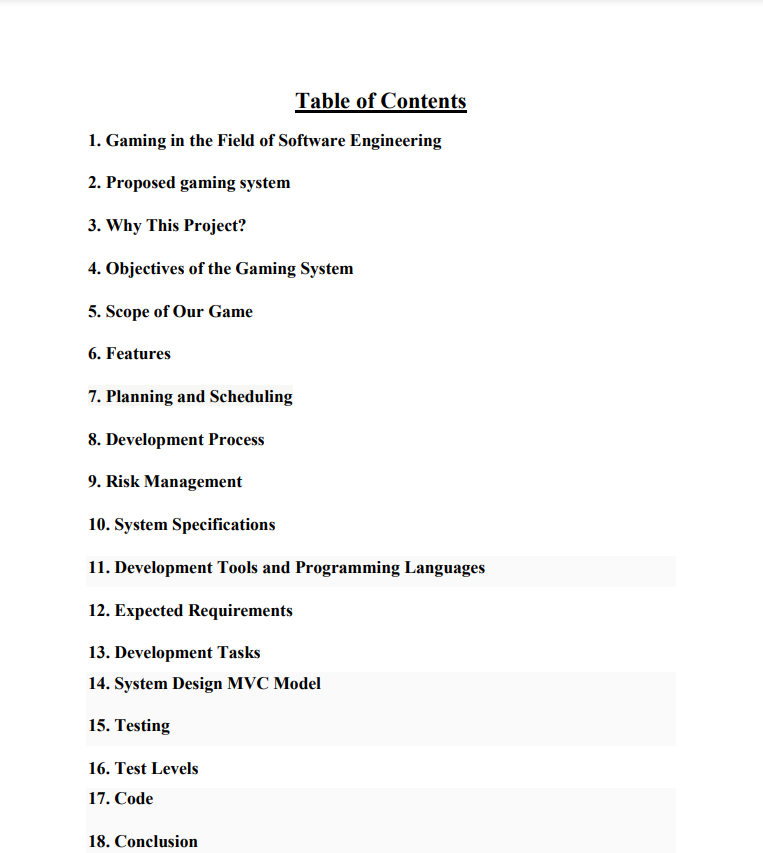 Table of Contents
1. Gaming in the Field of Software Engineering
2. Proposed gaming system
3. Why This Project?
4. Objectives of the Gaming System
5. Scope of Our Game
6. Features
7. Planning and Scheduling
8. Development Process
9. Risk Management
10. System Specifications
11. Development Tools and Programming Languages
12. Expected Requirements
13. Development Tasks
14. System Design MVC Model
15. Testing
16. Test Levels
17. Code
18. Conclusion